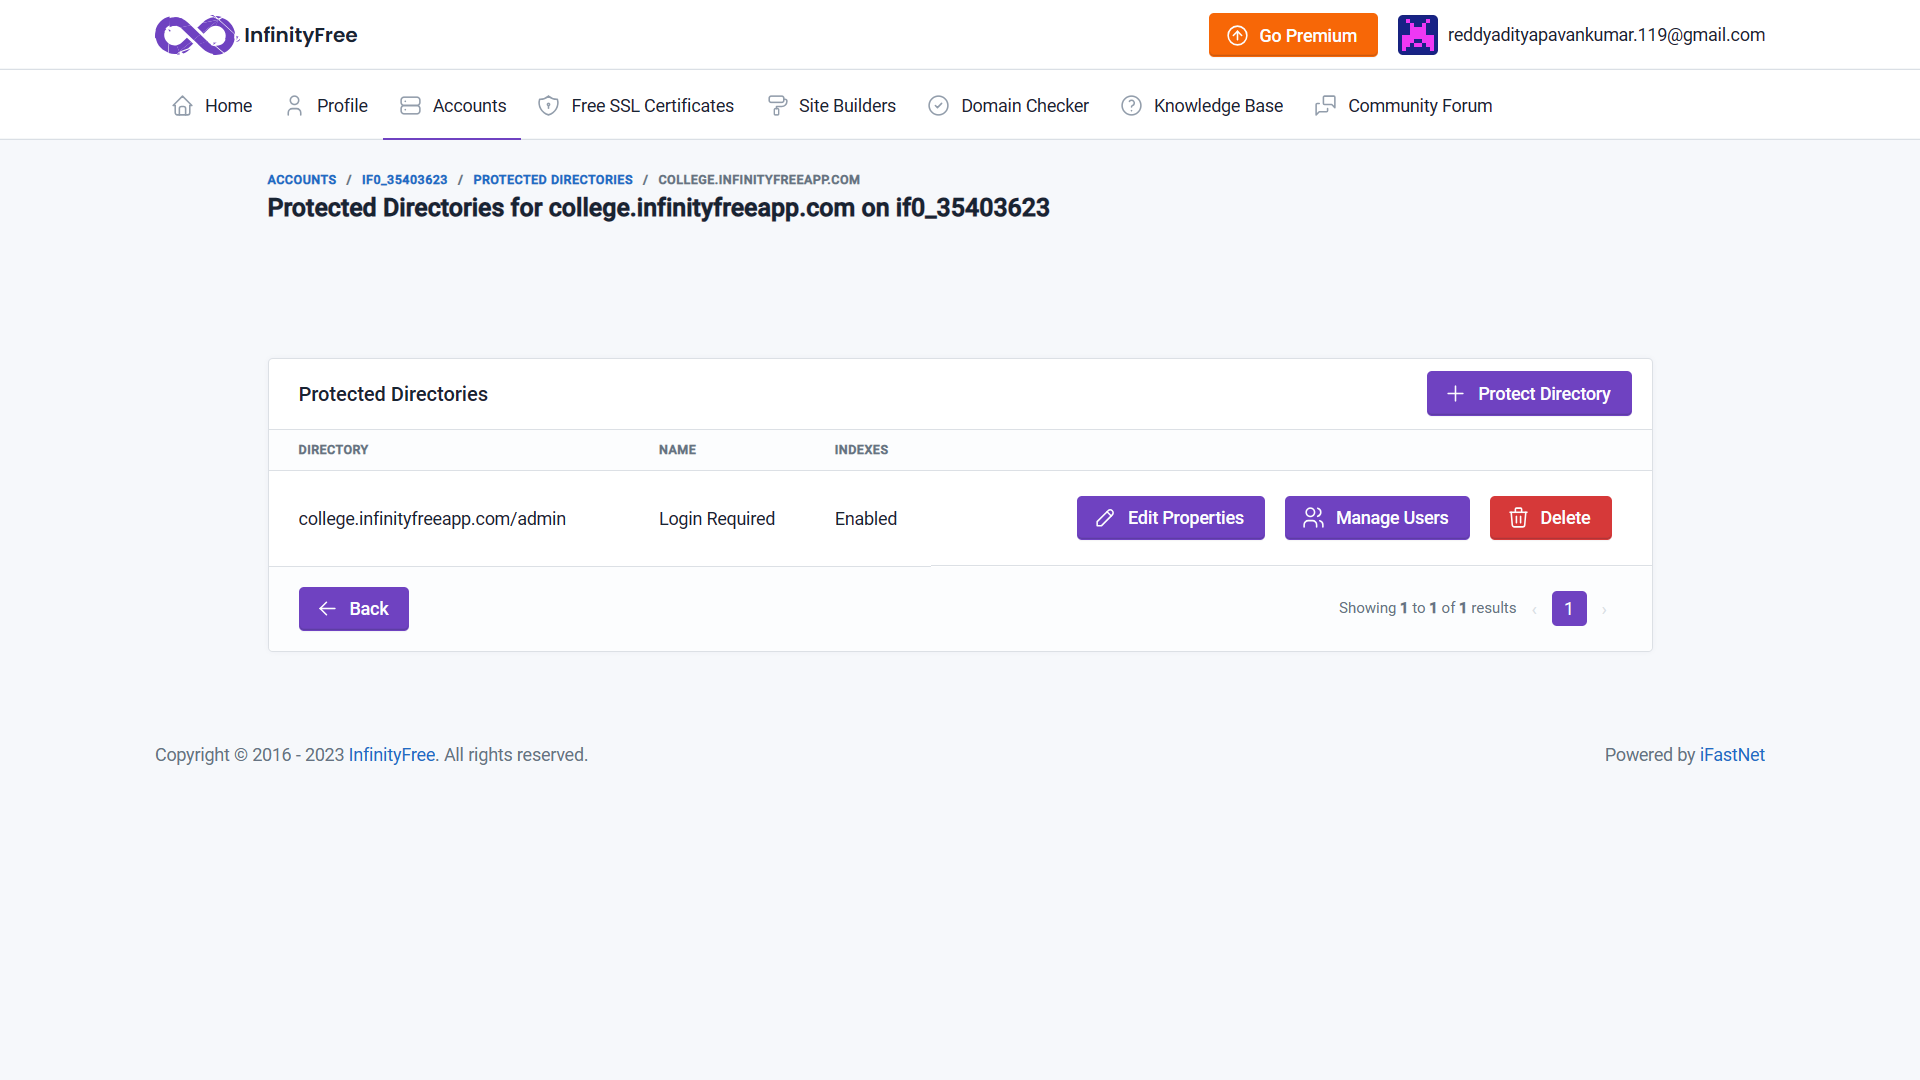 InfinityFree
Go Premium
reddyadityapavankumar.119@gmail.com
Home
Profile
Accounts
Free SSL Certificates
Site Builders
Domain Checker
Knowledge Base
Community Forum
ACCOUNTS / IF0_35403623 / PROTECTED DIRECTORIES / COLLEGE.INFINITYFREEAPP.COM
Protected Directories for college.infinityfreeapp.com on if0_35403623
Protected Directories
Protect Directory
DIRECTORY NAME INDEXES
college.infinityfreeapp.com/admin Login Required Enabled Edit Properties Manage Users Delete
Back
Showing 1 to 1 of 1 results ‹ 1 ›
Copyright © 2016 - 2023 InfinityFree. All rights reserved.
Powered by iFastNet